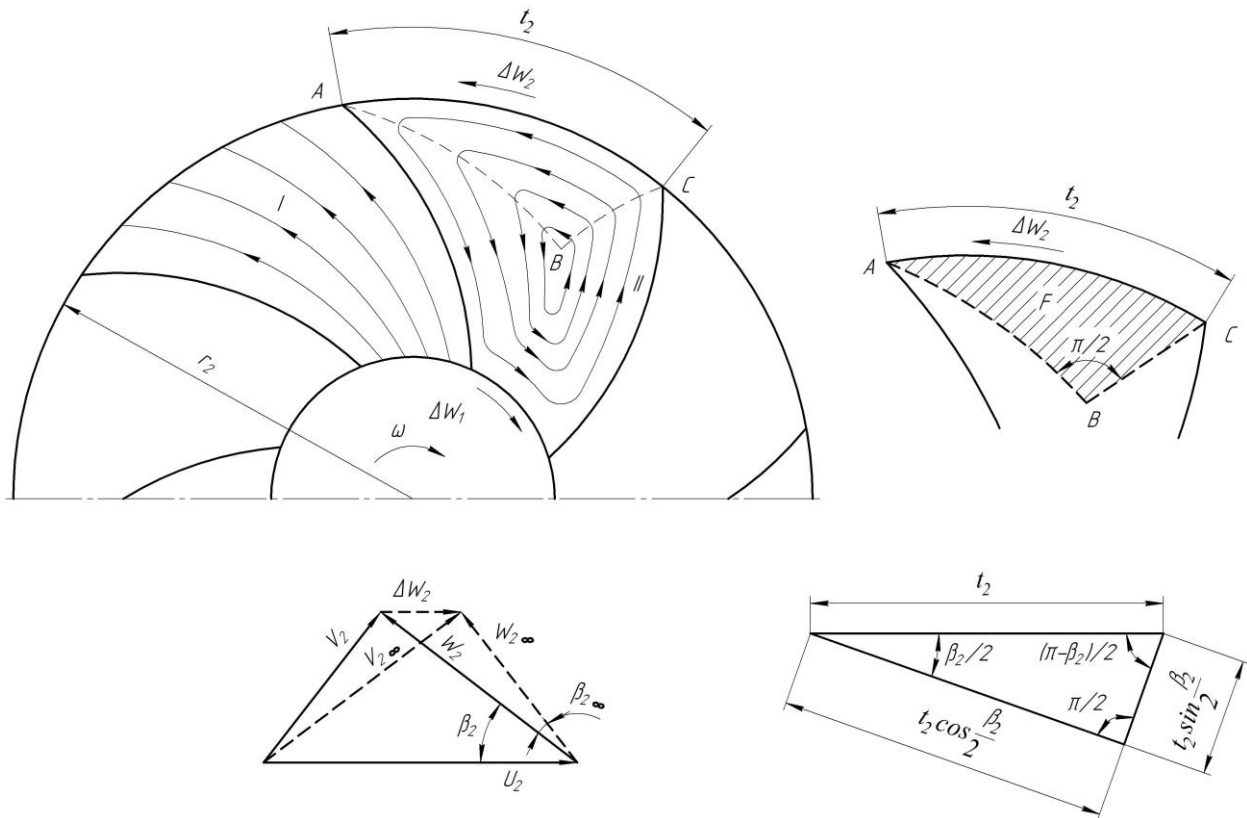 t₂
ΔW₂
A
C
I
B
II
r₂
ΔW₁
ω
t₂
ΔW₂
A
F
π/2
C
B
ΔW₂
V₂
V₂∞
W₂
W₂∞
β₂
β₂∞
U₂
t₂
β₂/2
(π-β₂)/2
π/2
t₂ cos β₂/2
t₂ sin β₂/2